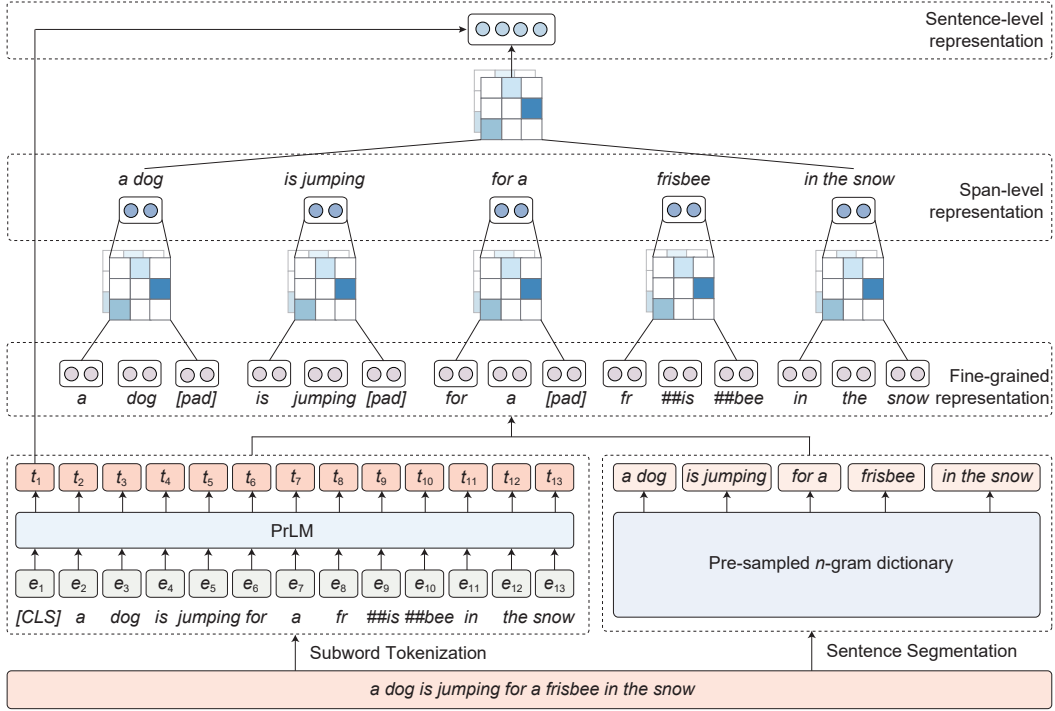 Sentence-level
representation
a dog is jumping for a frisbee in the snow
Span-level
representation
a dog [pad] is jumping [pad] for a [pad] fr ##is ##bee in the snow
Fine-grained
representation
t1 t2 t3 t4 t5 t6 t7 t8 t9 t10 t11 t12 t13
a dog is jumping for a frisbee in the snow
PrLM
Pre-sampled n-gram dictionary
e1 e2 e3 e4 e5 e6 e7 e8 e9 e10 e11 e12 e13
[CLS] a dog is jumping for a fr ##is ##bee in the snow
Subword Tokenization
Sentence Segmentation
a dog is jumping for a frisbee in the snow